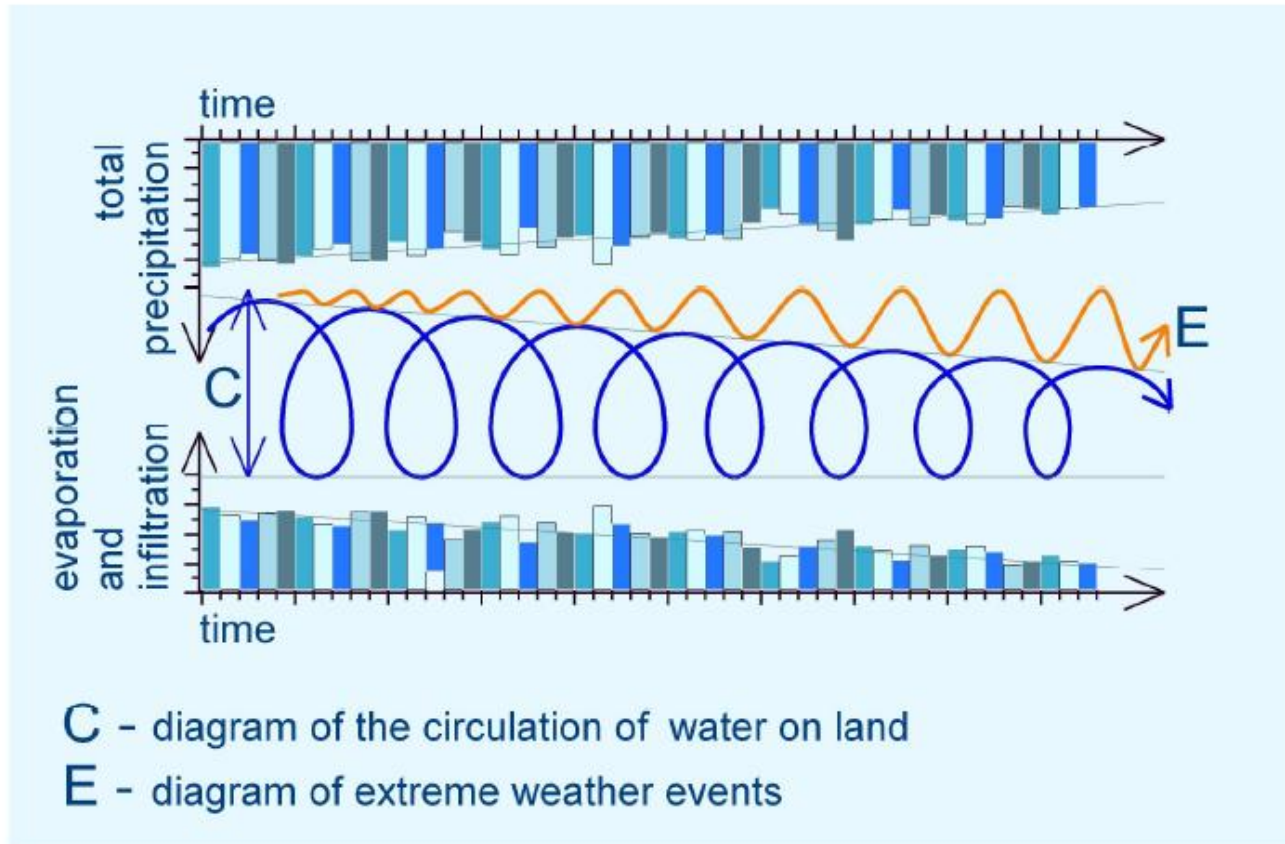 time
total
precipitation
E
C
evaporation
and
infiltration
time
C - diagram of the circulation of water on land
E - diagram of extreme weather events